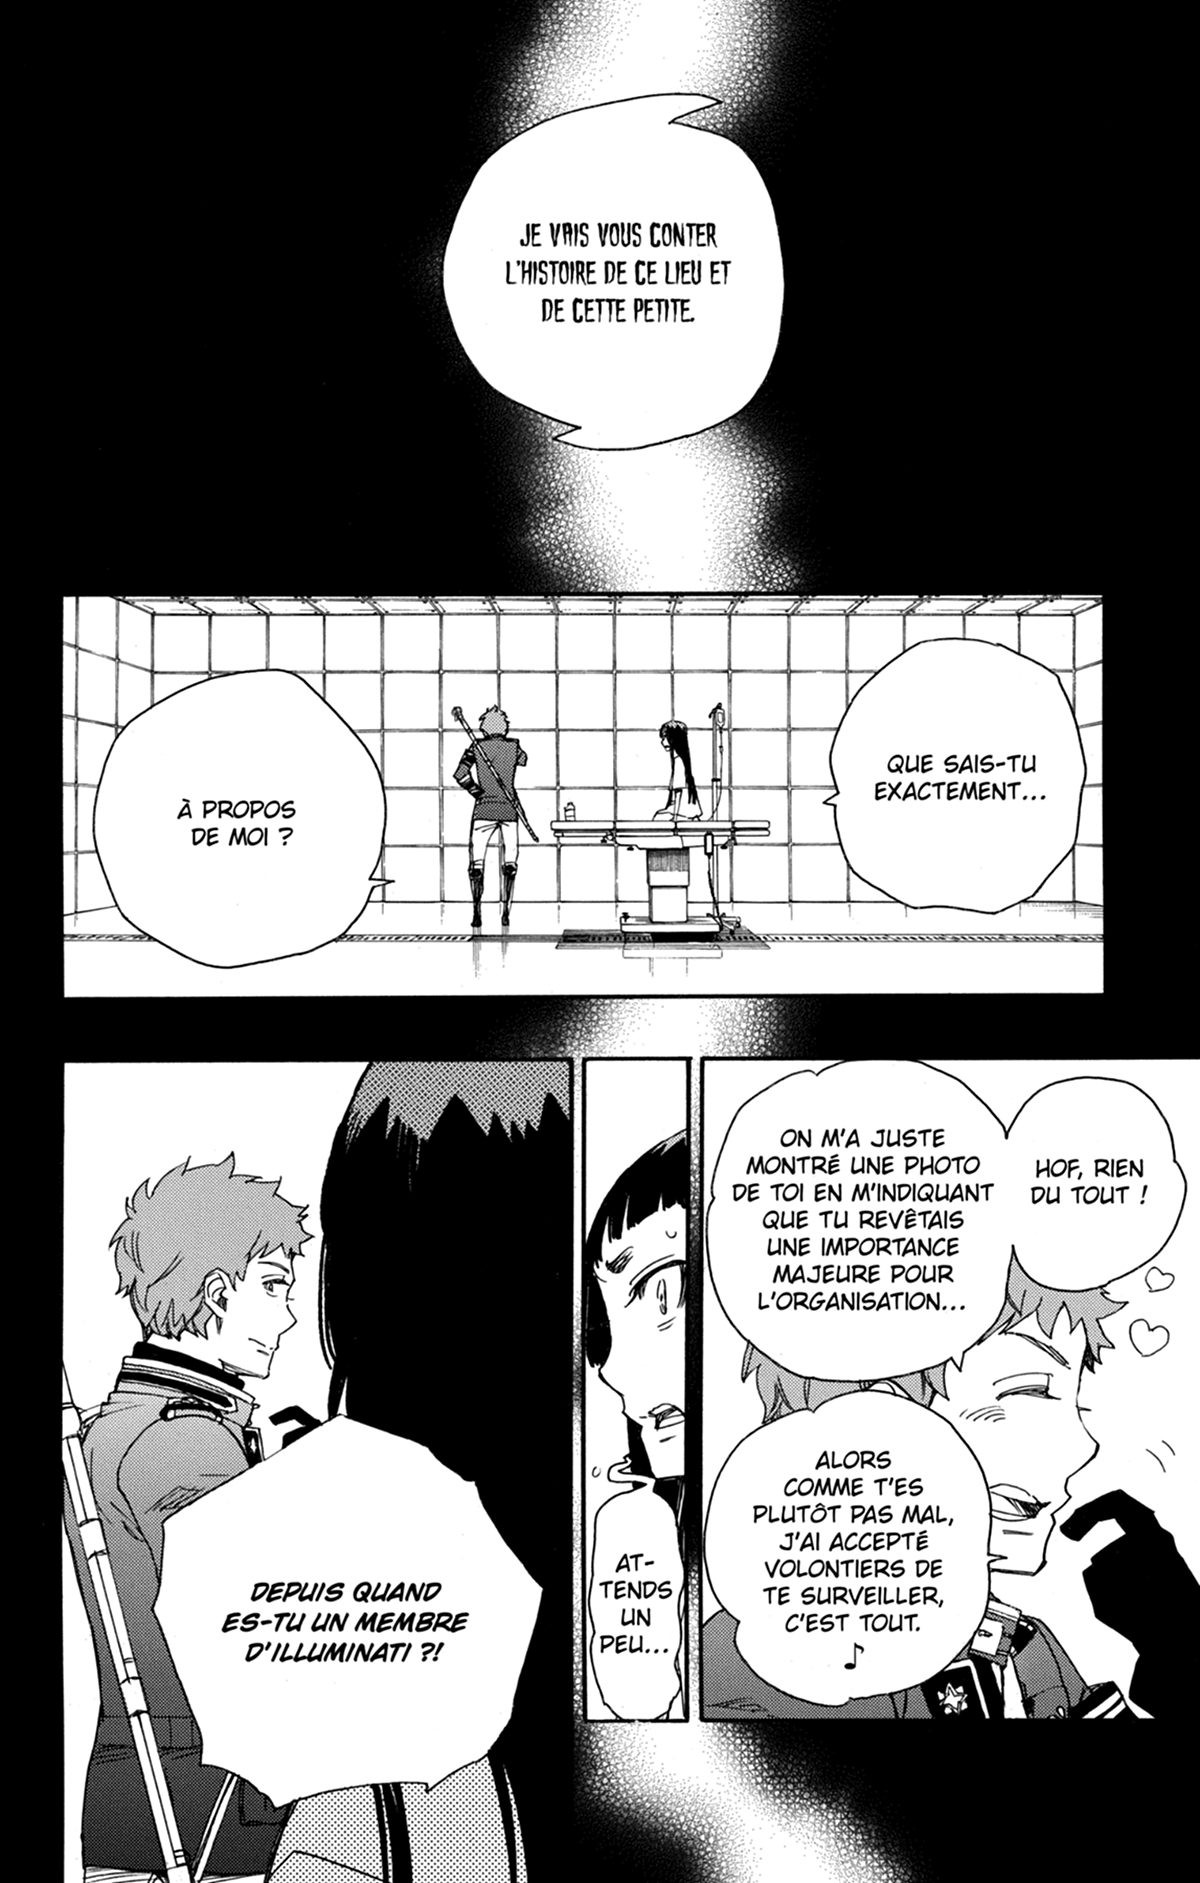 JE VAIS VOUS CONTER
L'HISTOIRE DE CE LIEU ET
DE CETTE PETITE.
QUE SAIS-TU
EXACTEMENT...
À PROPOS
DE MOI ?
HOF, RIEN
DU TOUT !
ON M'A JUSTE
MONTRÉ UNE PHOTO
DE TOI EN M'INDIQUANT
QUE TU REVÊTAIS
UNE IMPORTANCE
MAJEURE POUR
L'ORGANISATION...
ALORS
COMME T'ES
PLUTÔT PAS MAL,
J'AI ACCEPTÉ
VOLONTIERS DE
TE SURVEILLER,
C'EST TOUT.
♪
AT-
TENDS
UN
PEU...
DEPUIS QUAND
ES-TU UN MEMBRE
D'ILLUMINATI ?!